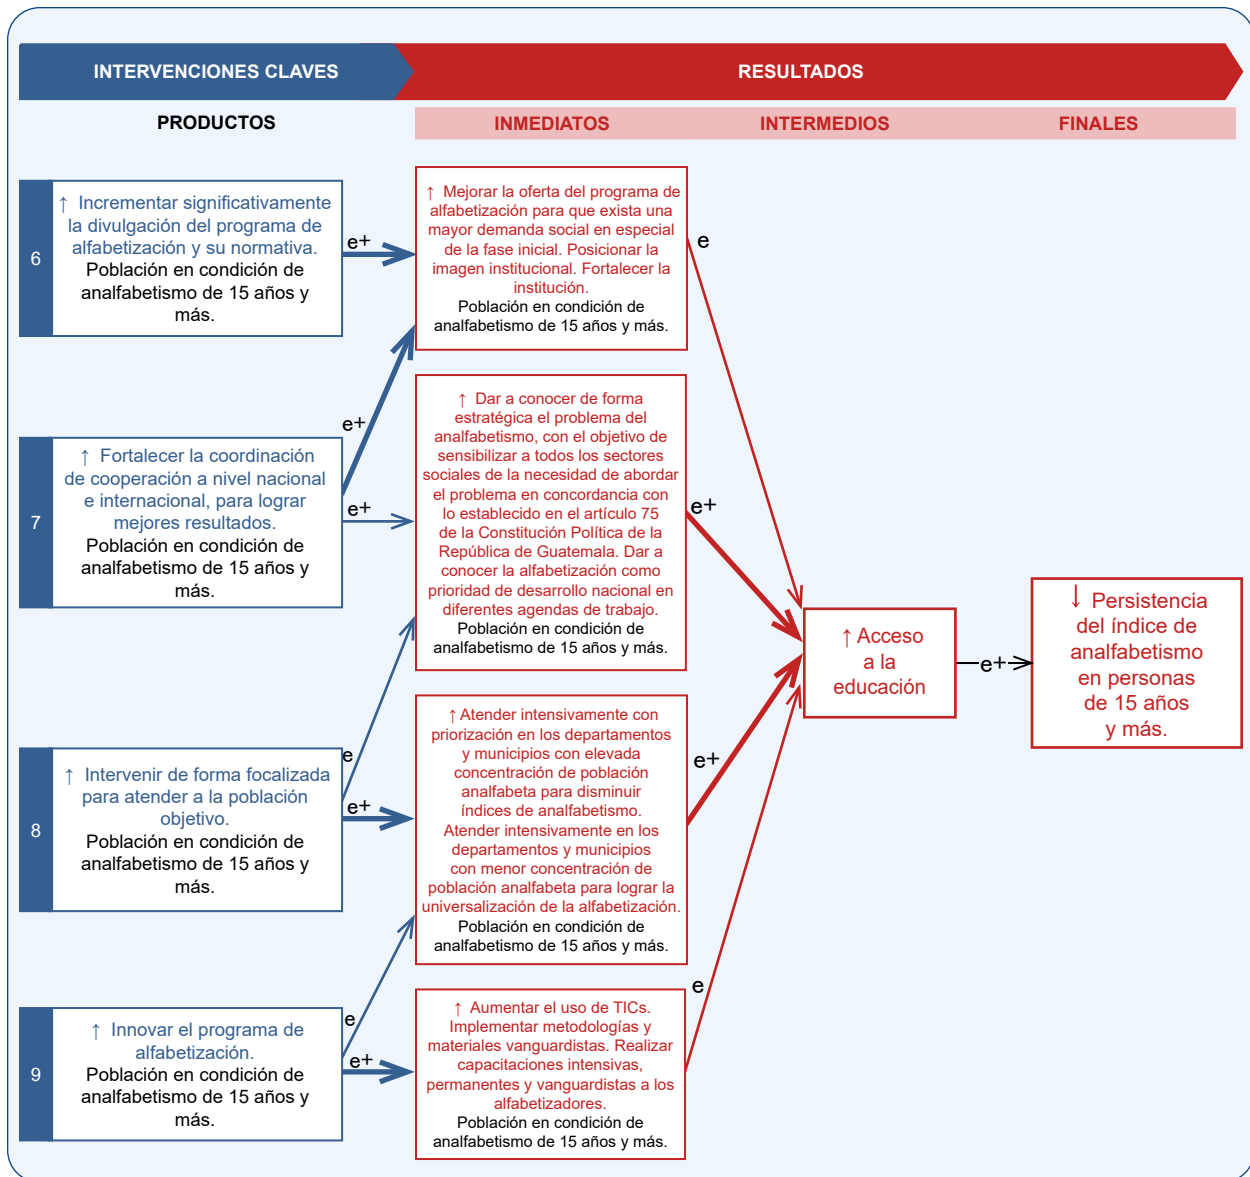 INTERVENCIONES CLAVES
RESULTADOS
PRODUCTOS
INMEDIATOS
INTERMEDIOS
FINALES
6
↑ Incrementar significativamente
la divulgación del programa de
alfabetización y su normativa.
Población en condición de
analfabetismo de 15 años y
más.
e+
↑ Mejorar la oferta del programa de
alfabetización para que exista una
mayor demanda social en especial
de la fase inicial. Posicionar la
imagen institucional. Fortalecer la
institución.
Población en condición de
analfabetismo de 15 años y más.
e
7
↑ Fortalecer la coordinación
de cooperación a nivel nacional
e internacional, para lograr
mejores resultados.
Población en condición de
analfabetismo de 15 años y
más.
e+
e+
↑ Dar a conocer de forma
estratégica el problema del
analfabetismo, con el objetivo de
sensibilizar a todos los sectores
sociales de la necesidad de abordar
el problema en concordancia con
lo establecido en el artículo 75
de la Constitución Política de la
República de Guatemala. Dar a
conocer la alfabetización como
prioridad de desarrollo nacional en
diferentes agendas de trabajo.
Población en condición de
analfabetismo de 15 años y más.
e+
8
↑ Intervenir de forma focalizada
para atender a la población
objetivo.
Población en condición de
analfabetismo de 15 años y
más.
e
e+
↑ Atender intensivamente con
priorización en los departamentos
y municipios con elevada
concentración de población
analfabeta para disminuir
índices de analfabetismo.
Atender intensivamente en los
departamentos y municipios
con menor concentración de
población analfabeta para lograr la
universalización de la alfabetización.
Población en condición de
analfabetismo de 15 años y más.
e+
9
↑ Innovar el programa de
alfabetización.
Población en condición de
analfabetismo de 15 años y
más.
e
e+
↑ Aumentar el uso de TICs.
Implementar metodologías y
materiales vanguardistas. Realizar
capacitaciones intensivas,
permanentes y vanguardistas a los
alfabetizadores.
Población en condición de
analfabetismo de 15 años y más.
e
↑ Acceso
a la
educación
e+
↓ Persistencia
del índice de
analfabetismo
en personas
de 15 años
y más.